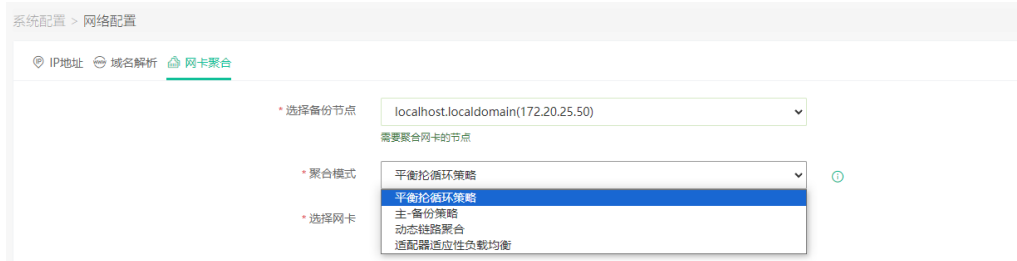 系统配置 > 网络配置
IP地址 域名解析 网卡聚合
* 选择备份节点 localhost.localdomain(172.20.25.50)
需要聚合网卡的节点
* 聚合模式 平衡抡循环策略
平衡抡循环策略
主-备份策略
* 选择网卡
动态链路聚合
适配器适应性负载均衡